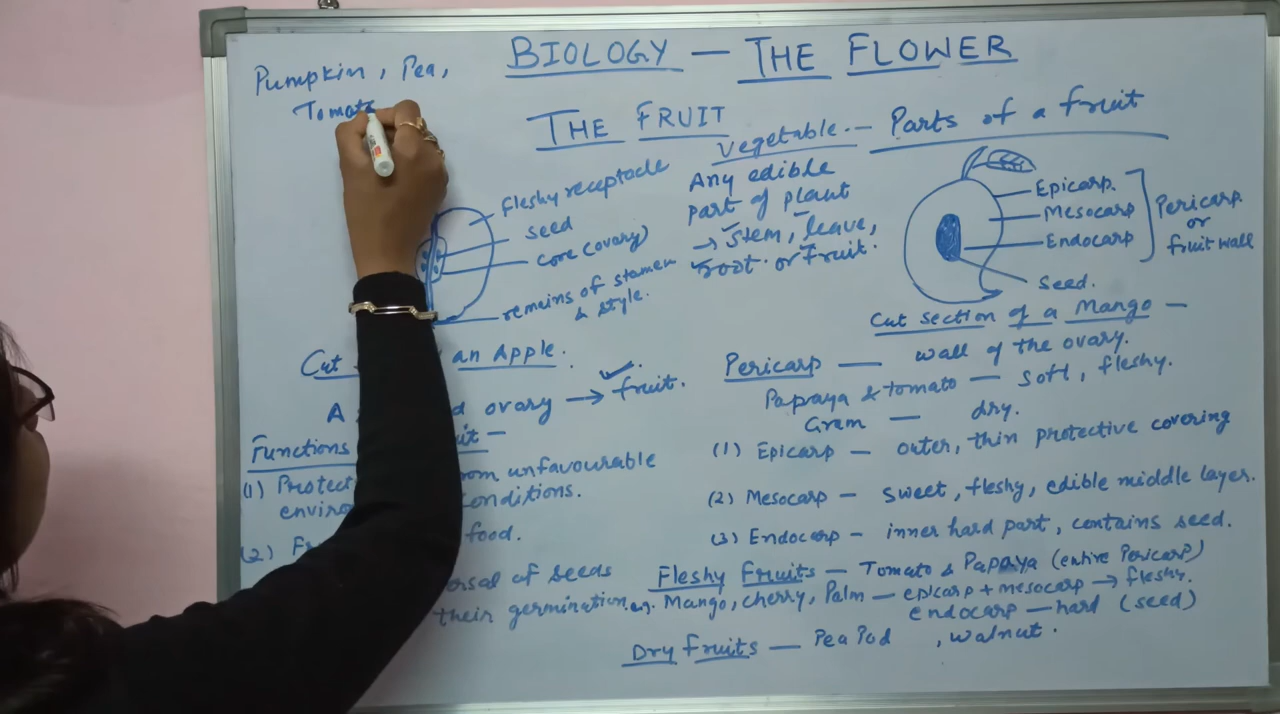 BIOLOGY — THE FLOWER
Pumpkin, Pea,
Tomato
THE FRUIT
fleshy receptacle
seed
core (ovary)
remains of stamen
& style.
Cut an Apple.
A ovary → fruit.
Functions
(1) Protect from unfavourable
conditions.
(2) food.
of seeds
their germination.
Vegetable. —
Any edible
part of plant
→ stem, leave,
root. or fruit.
Parts of a fruit
Epicarp.
Mesocarp
Endocarp
Seed.
Pericarp
or
fruit wall
Cut section of a Mango —
Pericarp — wall of the ovary.
Papaya & tomato — soft, fleshy.
Gram — dry.
(1) Epicarp — outer, thin protective covering
(2) Mesocarp — sweet, fleshy, edible middle layer.
(3) Endocarp — inner hard part, contains seed.
Fleshy Fruits — Tomato & Papaya (entire Pericarp)
eg. Mango, cherry, Palm — epicarp + mesocarp → fleshy.
endocarp — hard (seed)
Dry fruits — Pea Pod , walnut.